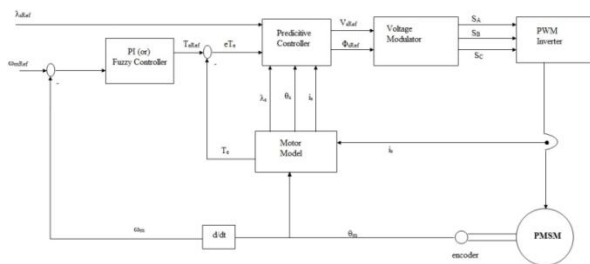 λsRef
Predicitive
Controller
VsRef
ΦsRef
Voltage
Modulator
SA
SB
SC
PWM
Inverter
ωmRef
-
PI (or)
Fuzzy Controller
TeRef
-
eTe
λs
θs
is
Motor
Model
Te
is
ωm
d/dt
θm
encoder
PMSM